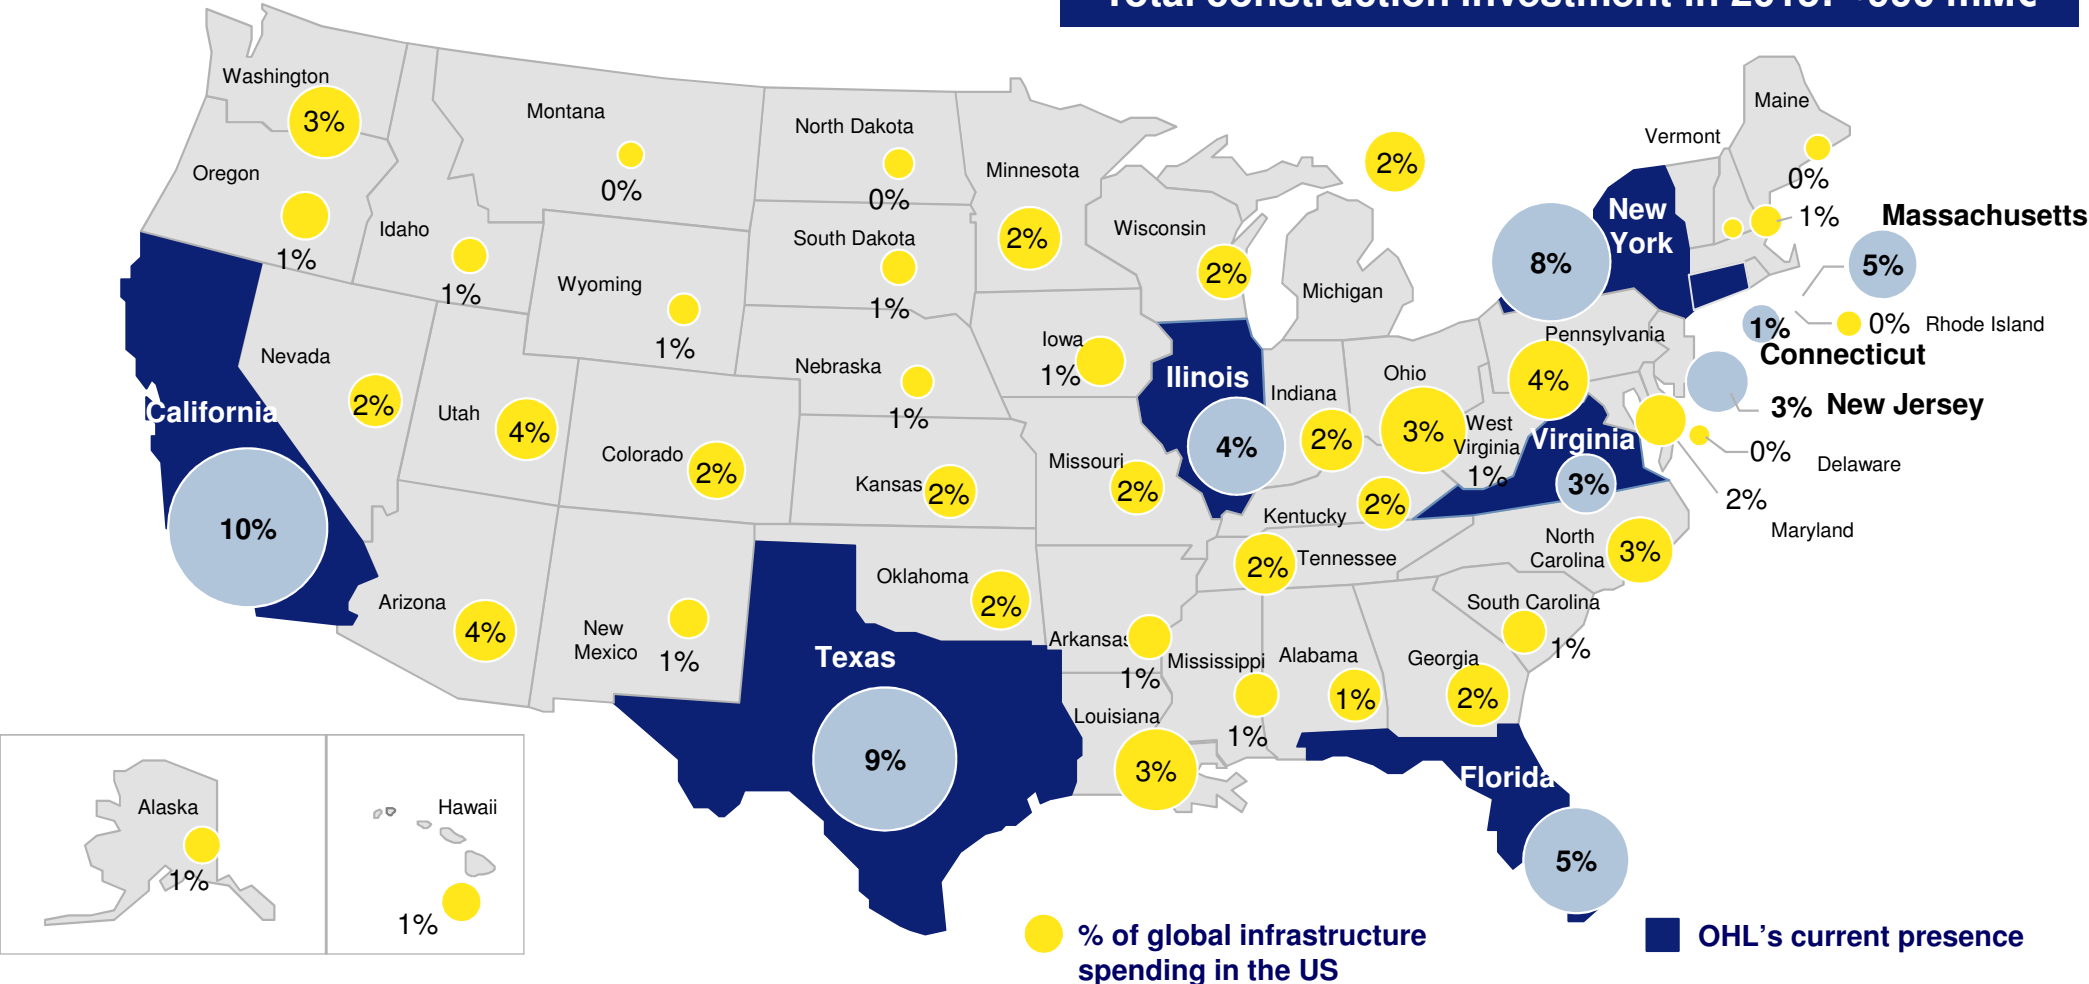 Total construction investment in 2015:
Washington
3%
Montana
0%
North Dakota
0%
Minnesota
2%
2%
Maine
0%
Vermont
1%
Oregon
1%
Idaho
1%
South Dakota
1%
Wisconsin
2%
Michigan
New
York
8%
Massachusetts
5%
Wyoming
1%
0% Rhode Island
1%
Connecticut
Nevada
2%
Utah
4%
Nebraska
1%
Iowa
1%
Ilinois
4%
Indiana
2%
Ohio
3%
Pennsylvania
4%
3% New Jersey
California
10%
Colorado
2%
Kansas
2%
Missouri
2%
West
Virginia
1%
Virginia
3%
0%
Delaware
2%
Maryland
Kentucky
2%
Tennessee
2%
North
Carolina
3%
Arizona
4%
New
Mexico
1%
Oklahoma
2%
Arkansas
1%
South Carolina
1%
Texas
9%
Mississippi
1%
Alabama
1%
Georgia
2%
Louisiana
3%
Florida
5%
Alaska
1%
Hawaii
1%
% of global infrastructure
spending in the US
OHL’s current presence